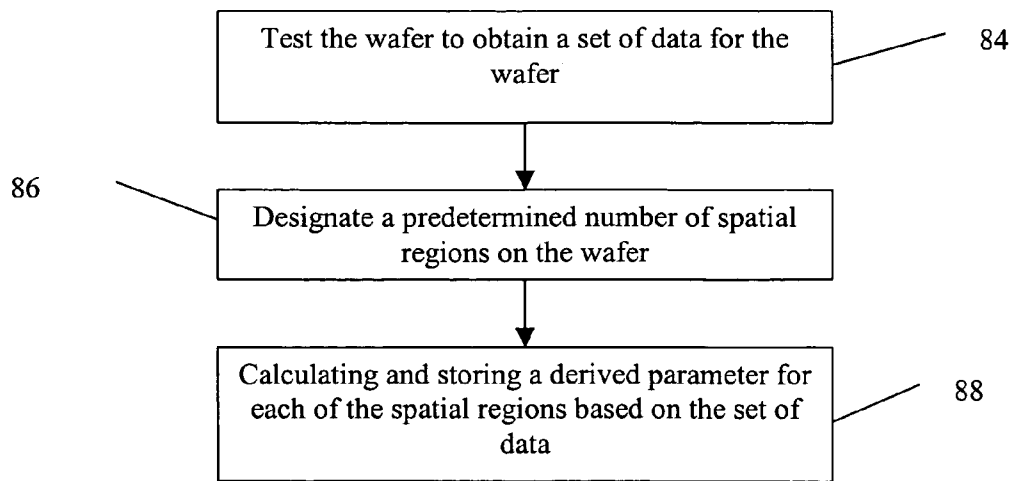 Test the wafer to obtain a set of data for the
wafer
84
86
Designate a predetermined number of spatial
regions on the wafer
Calculating and storing a derived parameter for
each of the spatial regions based on the set of
data
88